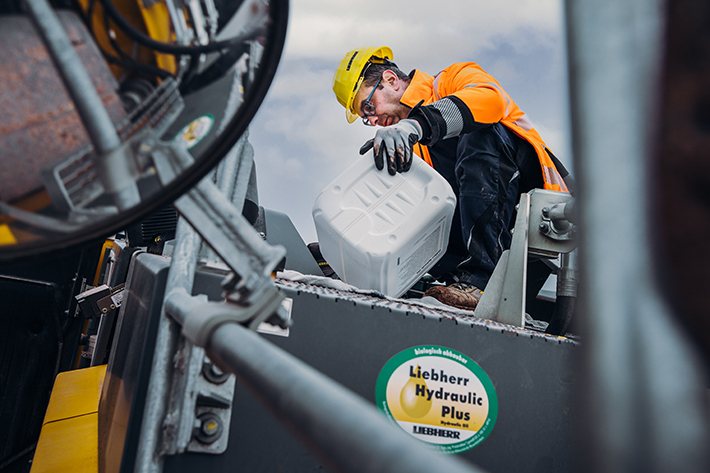 biologisch abbaubar
Liebherr
Hydraulic
Plus
Hydraulic Oil
LIEBHERR